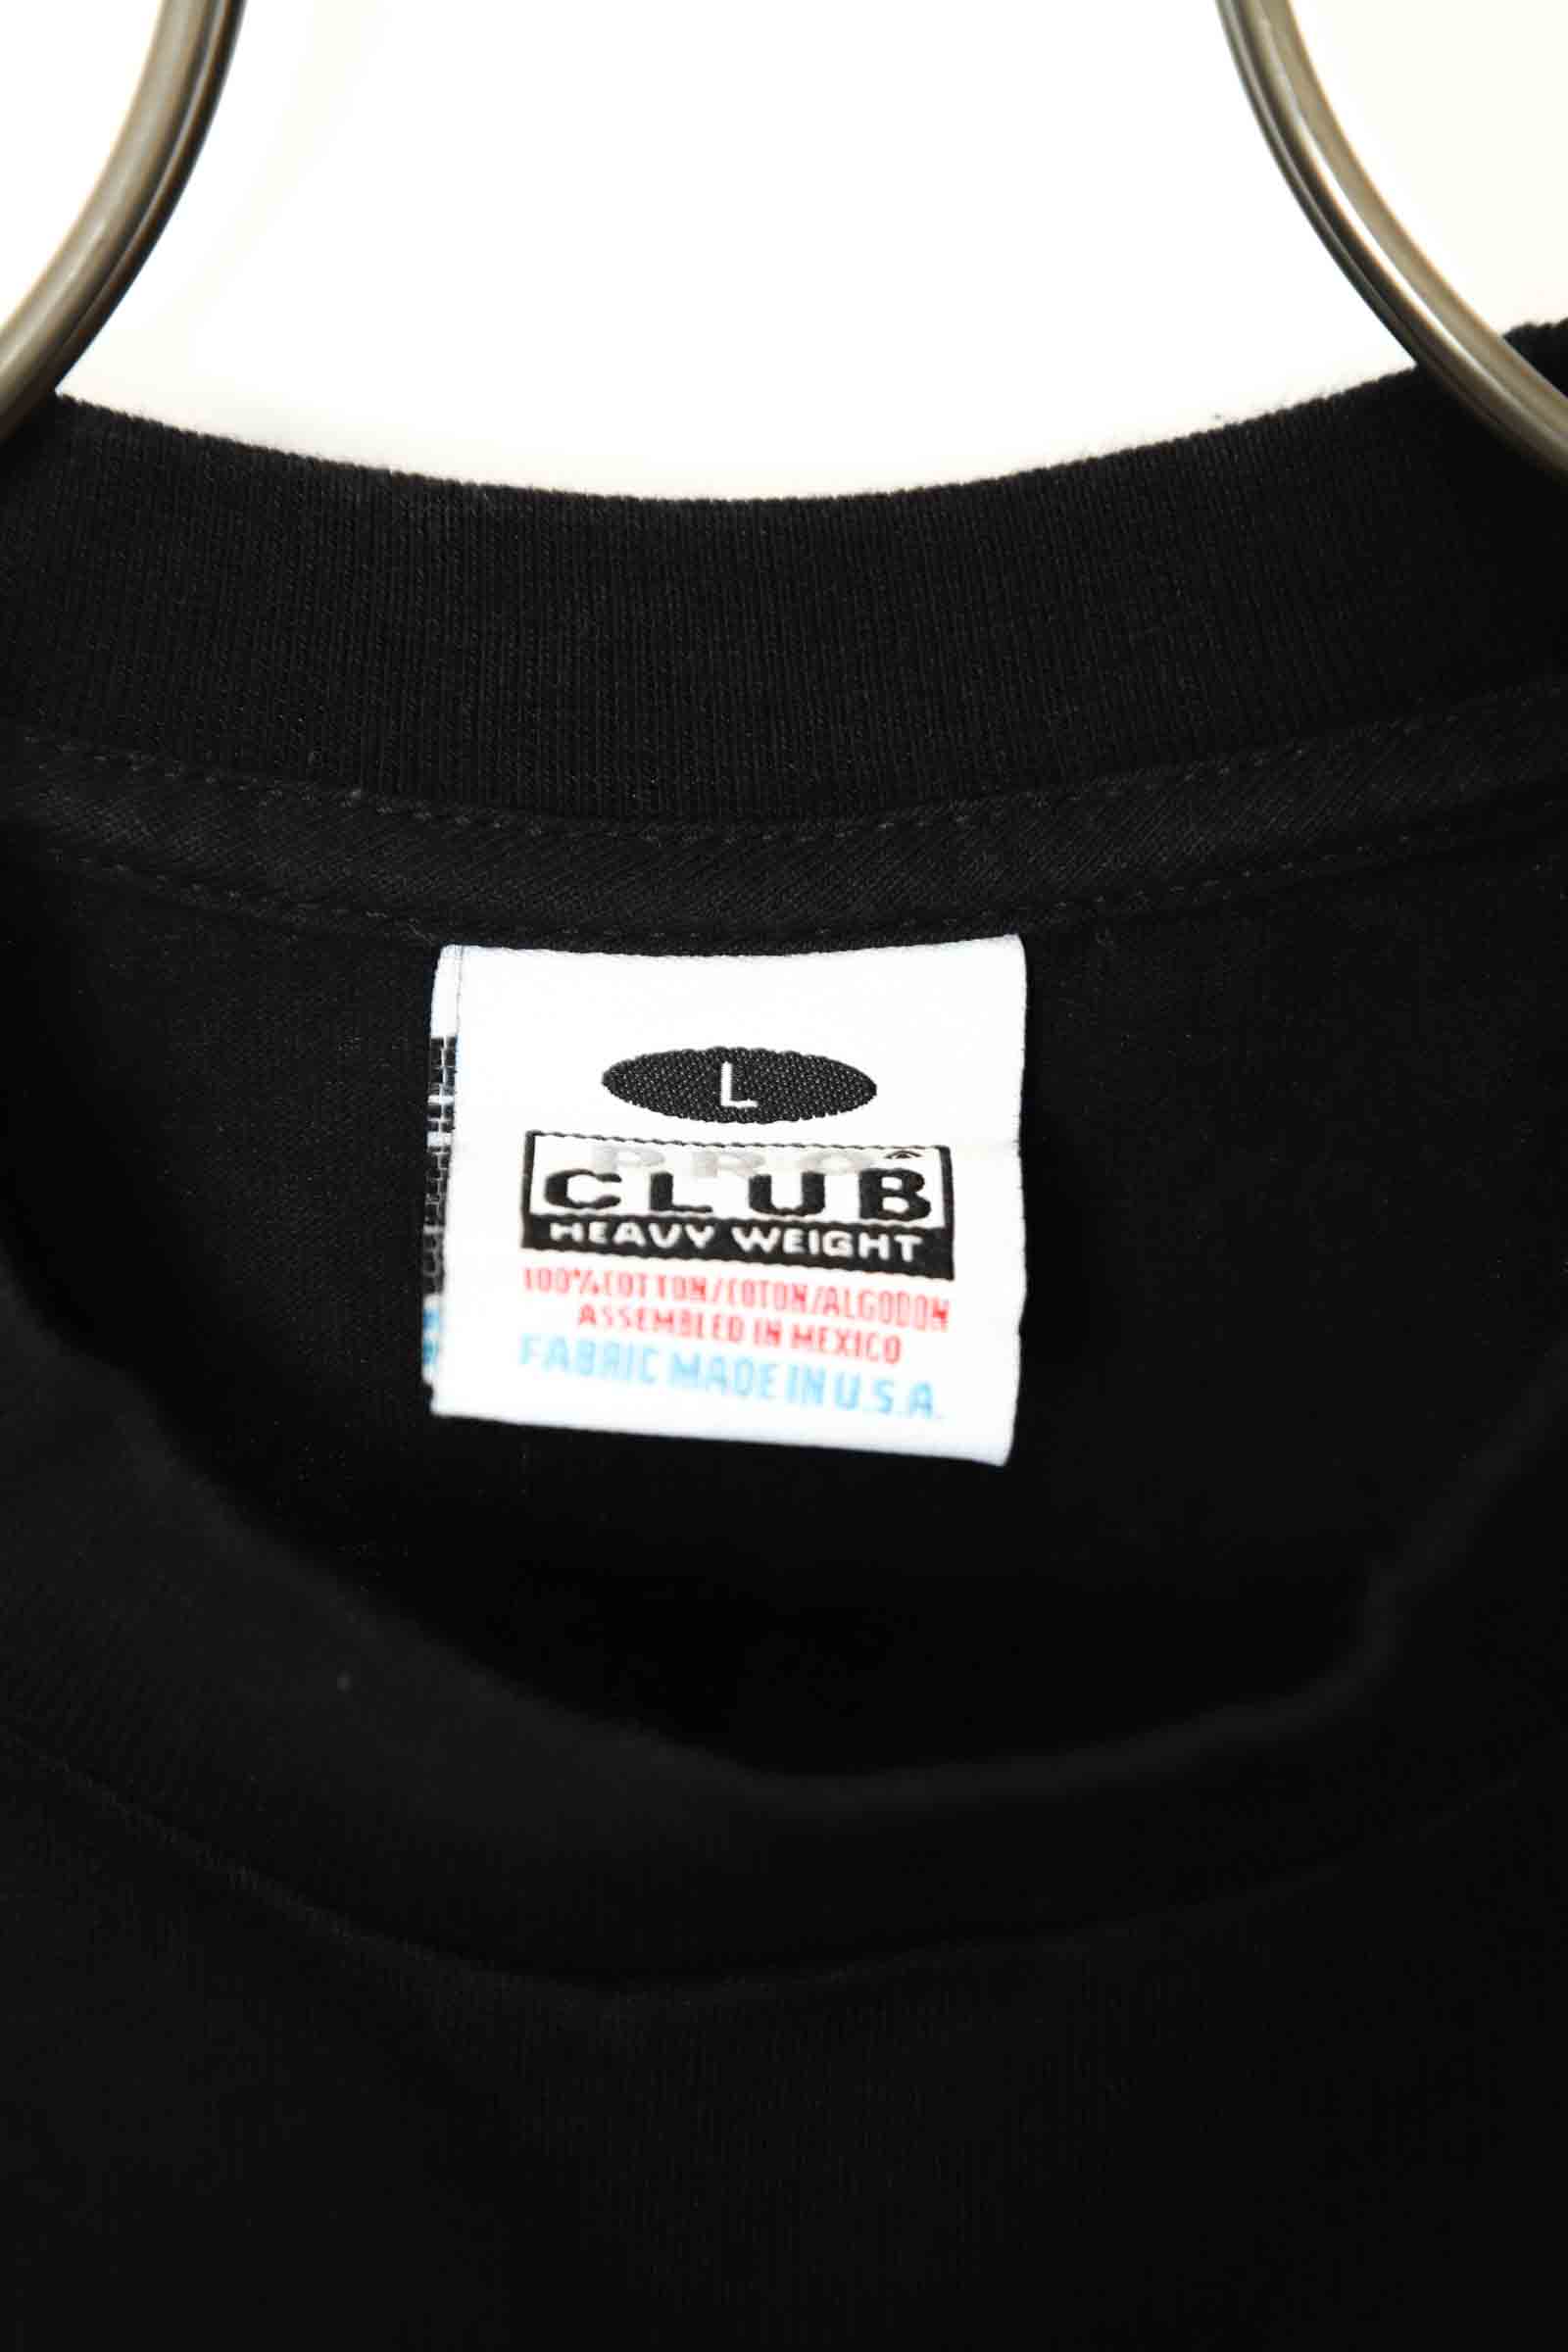 L
PRO
CLUB
HEAVY WEIGHT
100%COTTON/COTON/ALGODON
ASSEMBLED IN MEXICO
FABRIC MADE IN U.S.A.